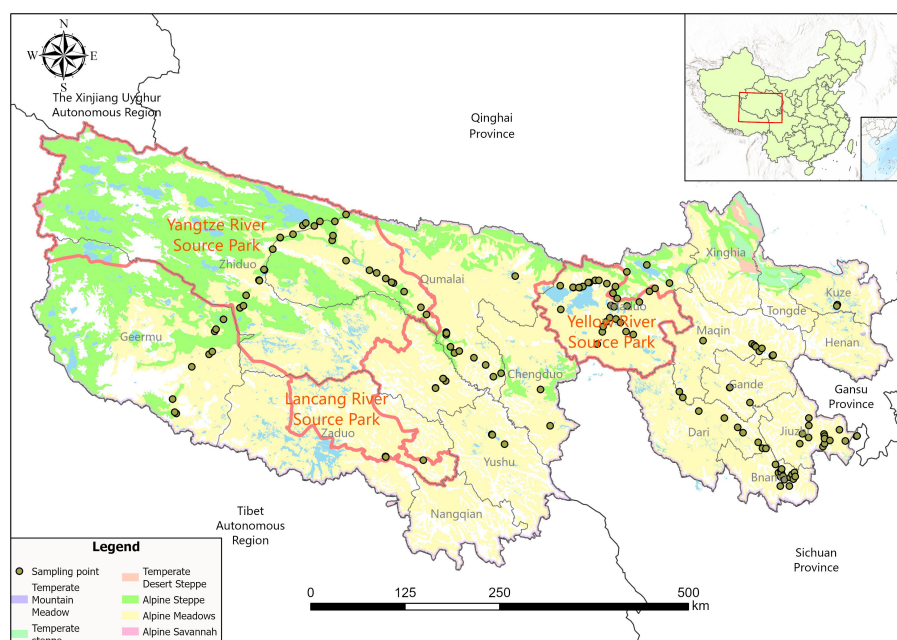 N
W
E
S
The Xinjiang Uyghur
Autonomous Region
Qinghai
Province
Yangtze River
Source Park
Zhiduo
Qumalai
Geermu
Lancang River
Source Park
Zaduo
Chengduo
Yushu
Nangqian
Tibet
Autonomous
Region
Yellow River
Source Park
Xinghia
Tongde
Kuze
Henan
Maqin
Gande
Dari
Gansu
Province
Sichuan
Province
Legend
Sampling point
Temperate
Mountain
Meadow
Temperate
Temperate
Desert Steppe
Alpine Steppe
Alpine Meadows
Alpine Savannah
0
125
250
500
km